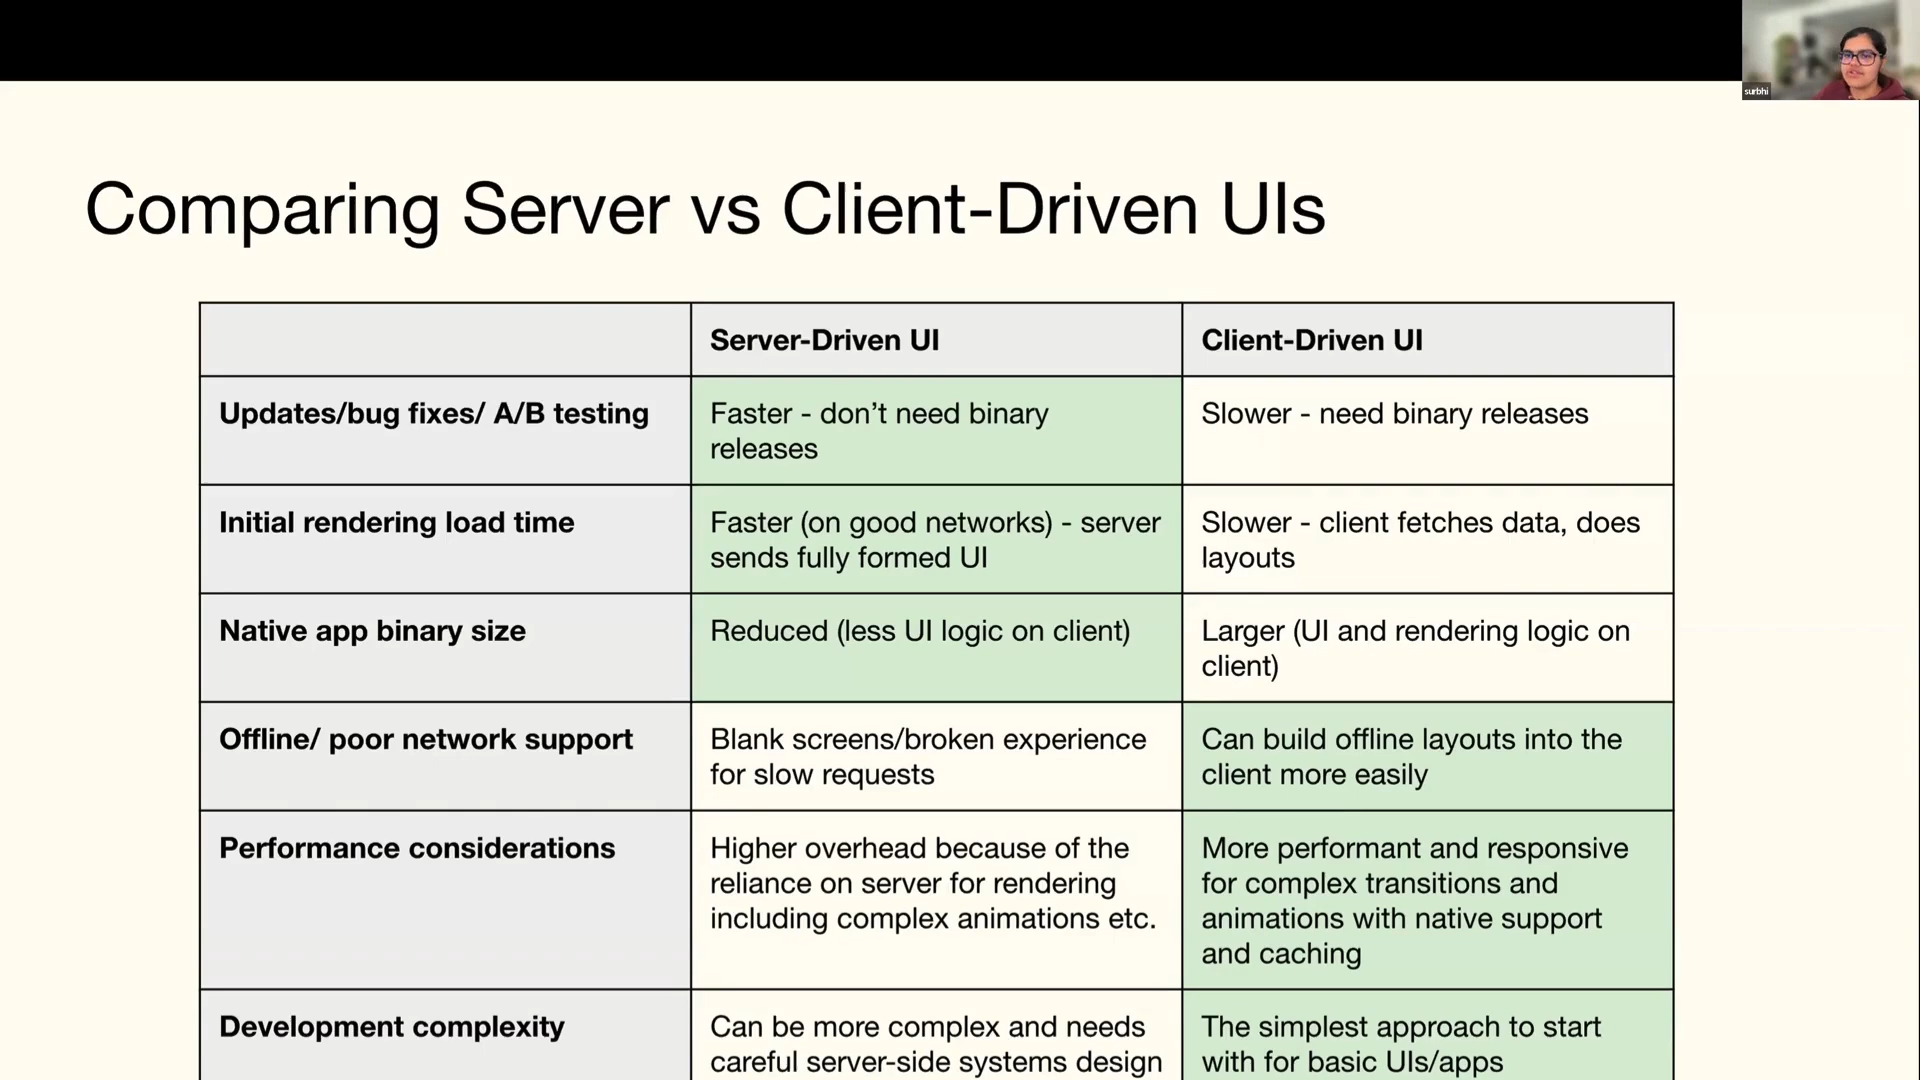 surbhi
Comparing Server vs Client-Driven UIs
Server-Driven UI
Client-Driven UI
Updates/bug fixes/ A/B testing
Faster - don’t need binary
releases
Slower - need binary releases
Initial rendering load time
Faster (on good networks) - server
sends fully formed UI
Slower - client fetches data, does
layouts
Native app binary size
Reduced (less UI logic on client)
Larger (UI and rendering logic on
client)
Offline/ poor network support
Blank screens/broken experience
for slow requests
Can build offline layouts into the
client more easily
Performance considerations
Higher overhead because of the
reliance on server for rendering
including complex animations etc.
More performant and responsive
for complex transitions and
animations with native support
and caching
Development complexity
Can be more complex and needs
careful server-side systems design
The simplest approach to start
with for basic UIs/apps